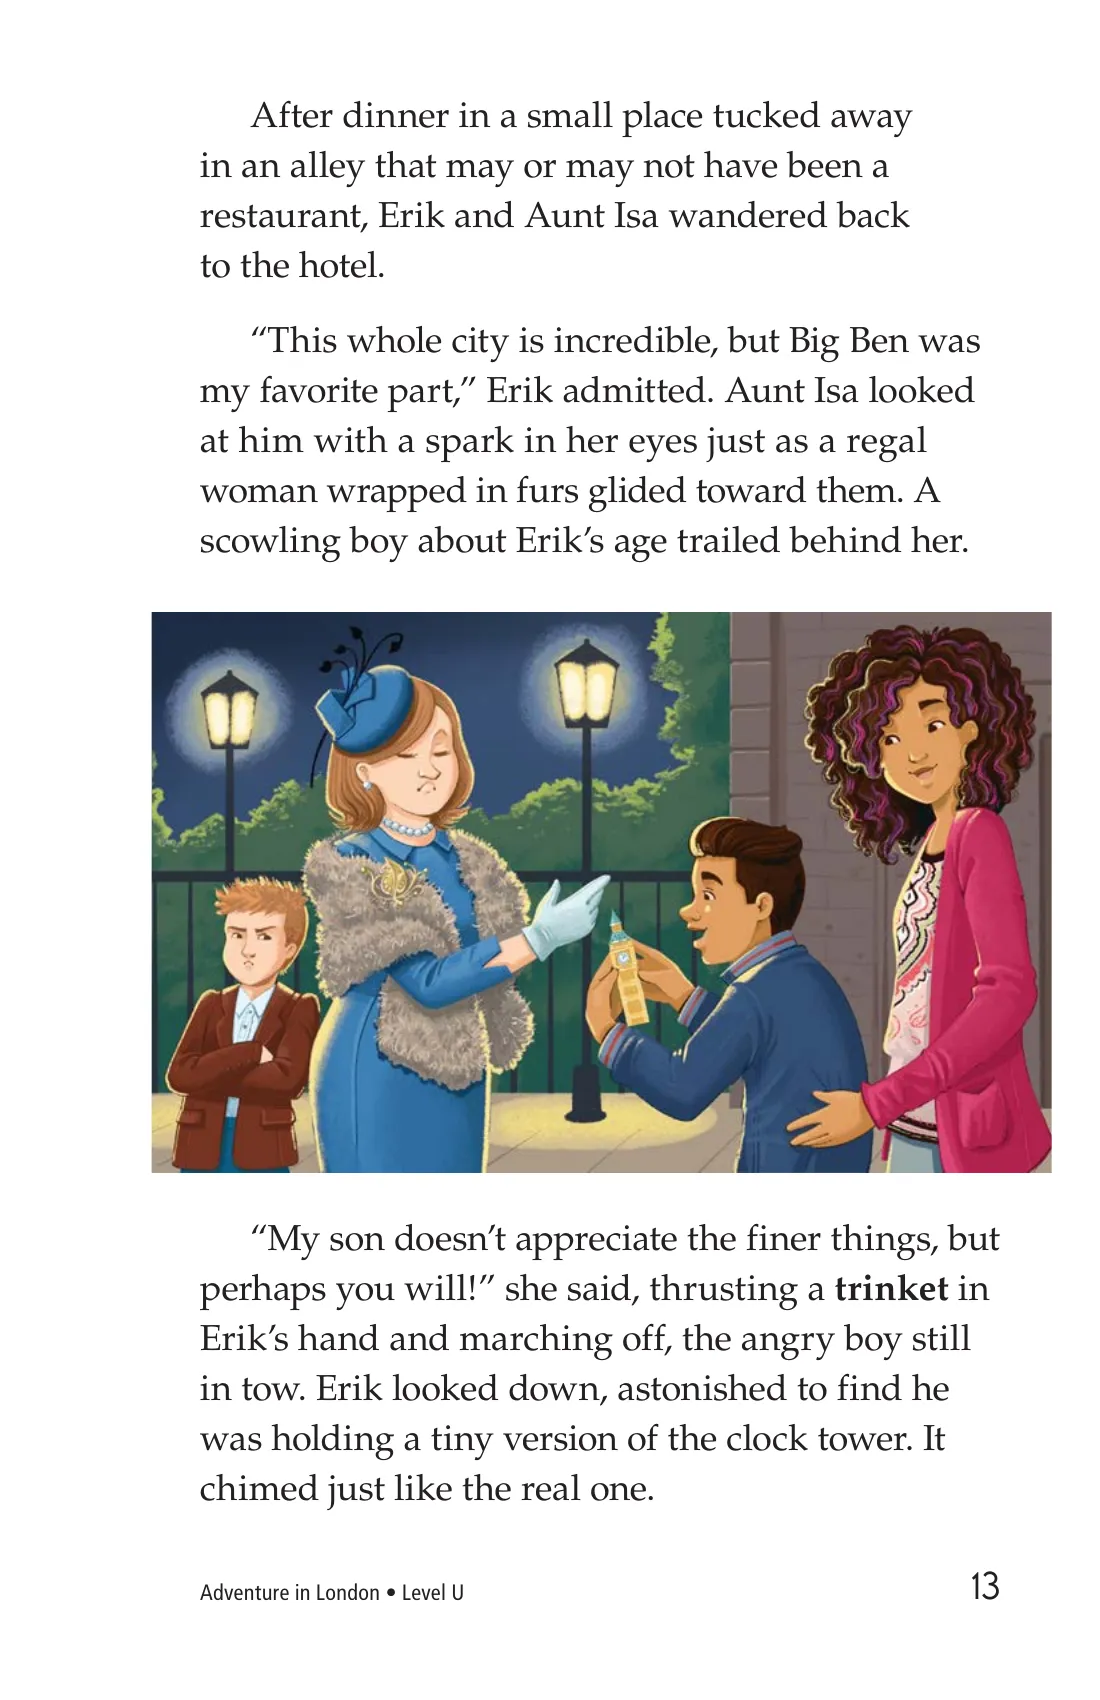 After dinner in a small place tucked away
in an alley that may or may not have been a
restaurant, Erik and Aunt Isa wandered back
to the hotel.
“This whole city is incredible, but Big Ben was
my favorite part,” Erik admitted. Aunt Isa looked
at him with a spark in her eyes just as a regal
woman wrapped in furs glided toward them. A
scowling boy about Erik’s age trailed behind her.
“My son doesn’t appreciate the finer things, but
perhaps you will!” she said, thrusting a trinket in
Erik’s hand and marching off, the angry boy still
in tow. Erik looked down, astonished to find he
was holding a tiny version of the clock tower. It
chimed just like the real one.
Adventure in London • Level U
13